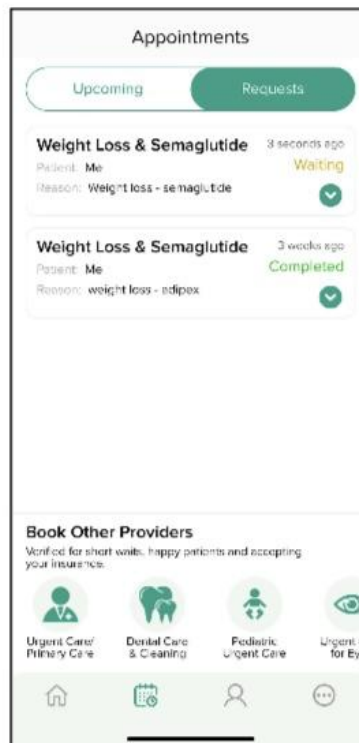 Appointments
Upcoming
Requests
Weight Loss & Semaglutide
3 seconds ago
Patient: Me
Waiting
Reason: Weight loss - semaglutide
Weight Loss & Semaglutide
3 weeks ago
Patient: Me
Completed
Reason: weight loss - adipex
Book Other Providers
Verified for short waits, happy patients and accepting
your insurance.
Urgent Care/
Primary Care
Dental Care
& Cleaning
Pediatric
Urgent Care
Urgent
for Ey